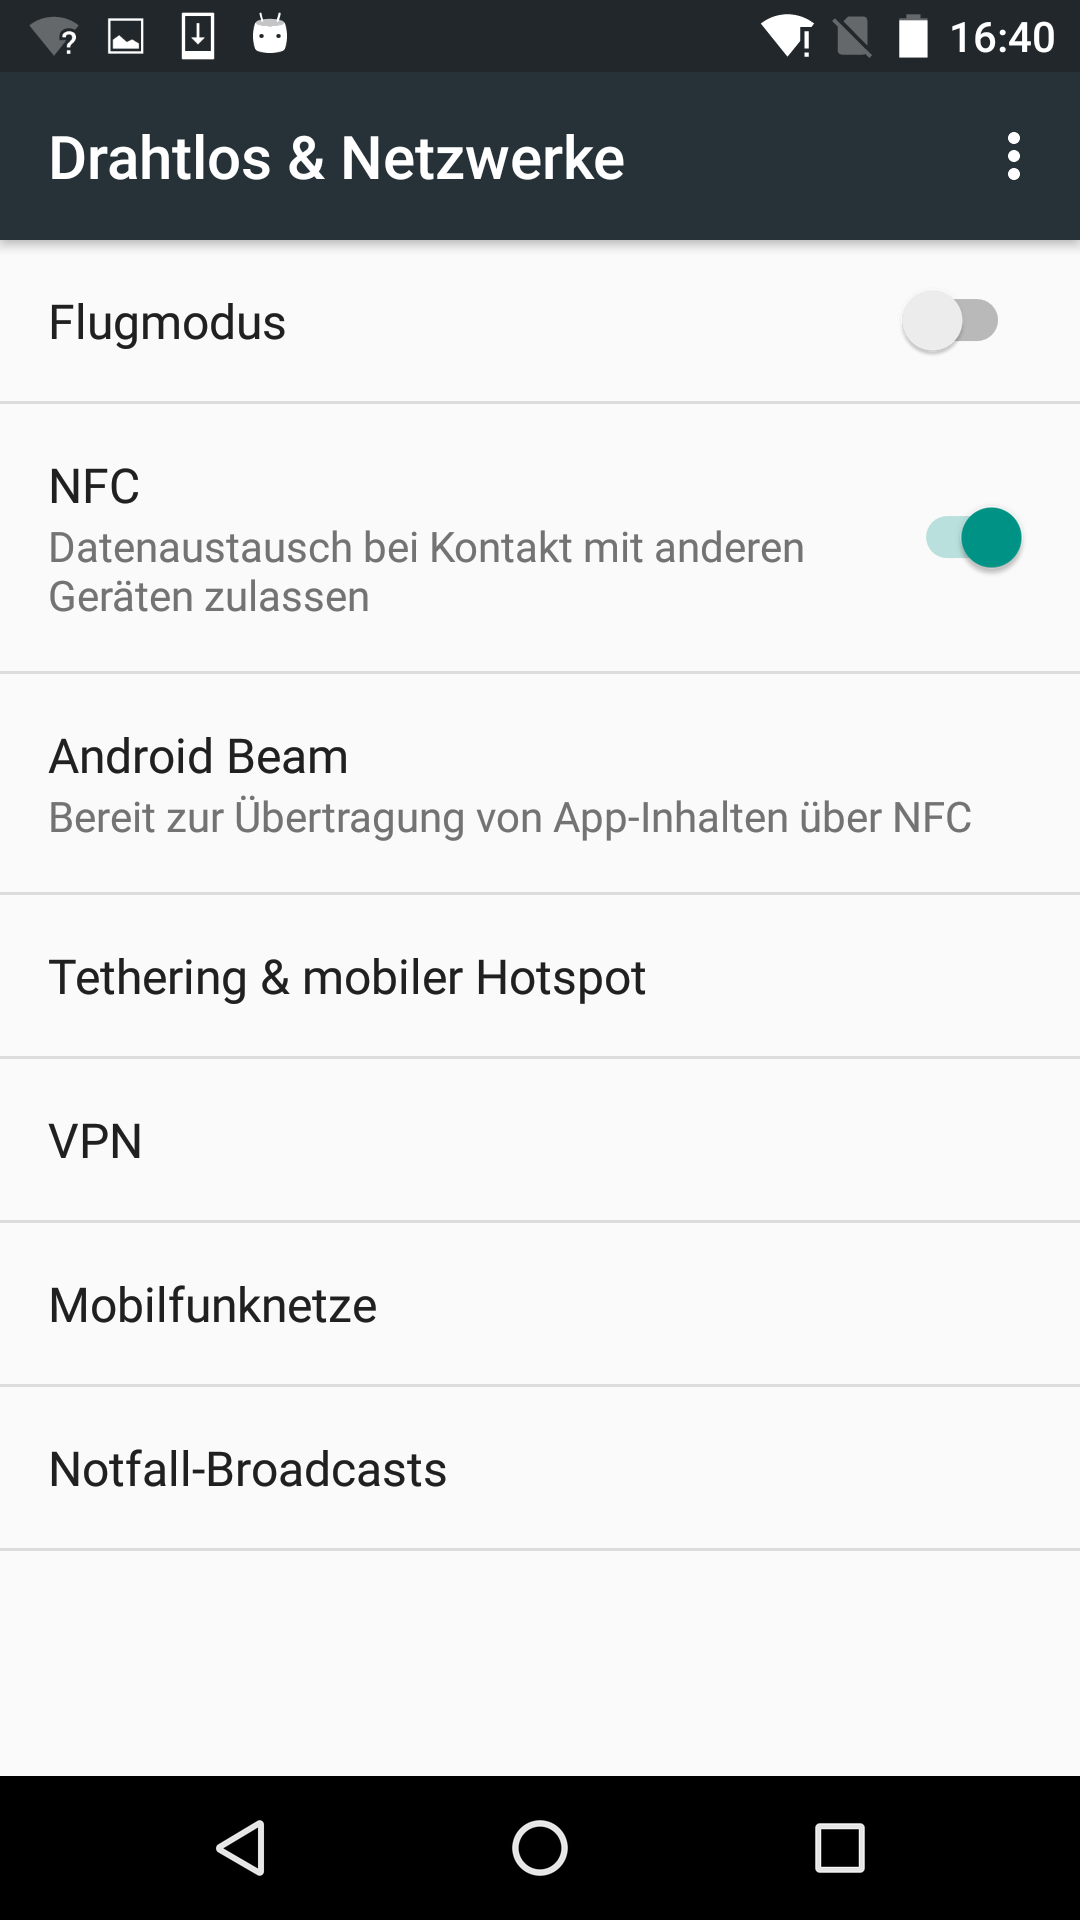 16:40
Drahtlos & Netzwerke
Flugmodus
NFC
Datenaustausch bei Kontakt mit anderen
Geräten zulassen
Android Beam
Bereit zur Übertragung von App-Inhalten über NFC
Tethering & mobiler Hotspot
VPN
Mobilfunknetze
Notfall-Broadcasts